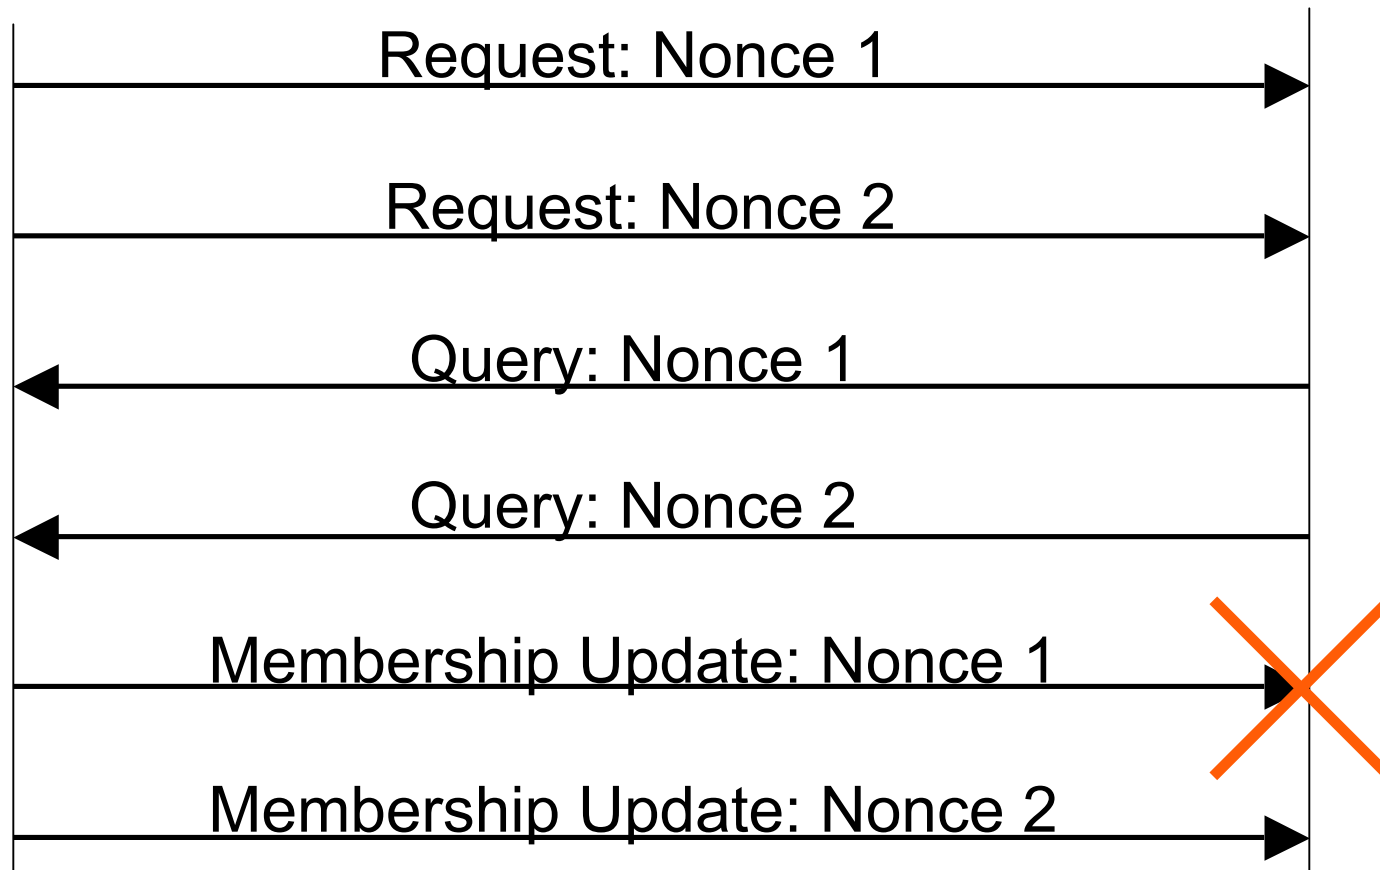 Request: Nonce 1
Request: Nonce 2
Query: Nonce 1
Query: Nonce 2
Membership Update: Nonce 1
Membership Update: Nonce 2